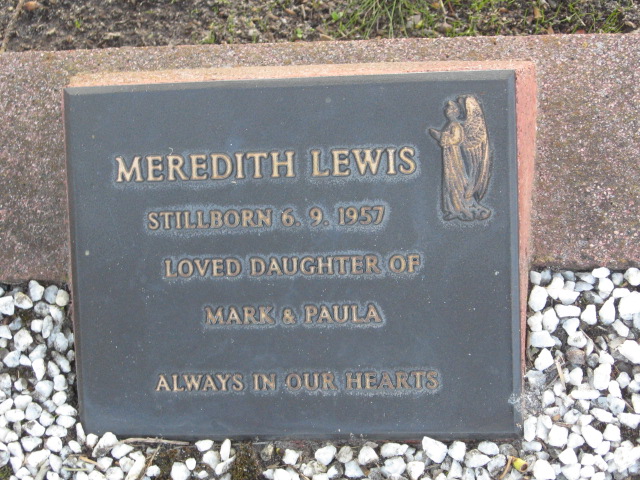 MEREDITH LEWIS
STILLBORN 6. 9. 1957
LOVED DAUGHTER OF
MARK & PAULA
ALWAYS IN OUR HEARTS